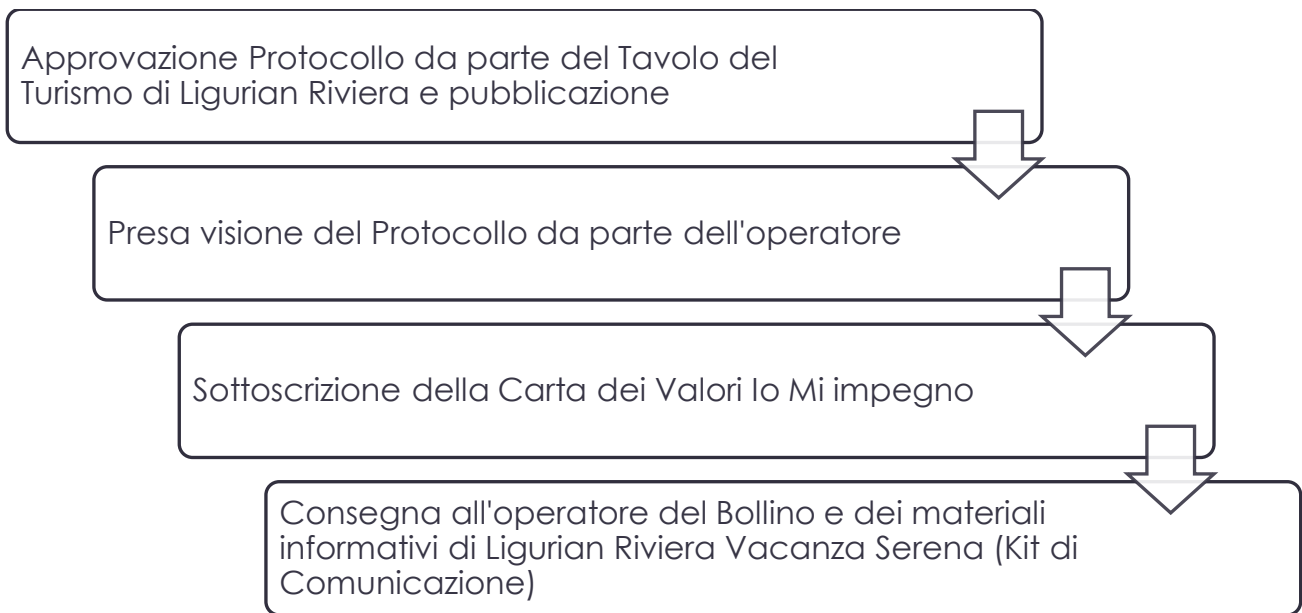 Approvazione Protocollo da parte del Tavolo del
Turismo di Ligurian Riviera e pubblicazione
Presa visione del Protocollo da parte dell'operatore
Sottoscrizione della Carta dei Valori Io Mi impegno
Consegna all'operatore del Bollino e dei materiali
informativi di Ligurian Riviera Vacanza Serena (Kit di
Comunicazione)